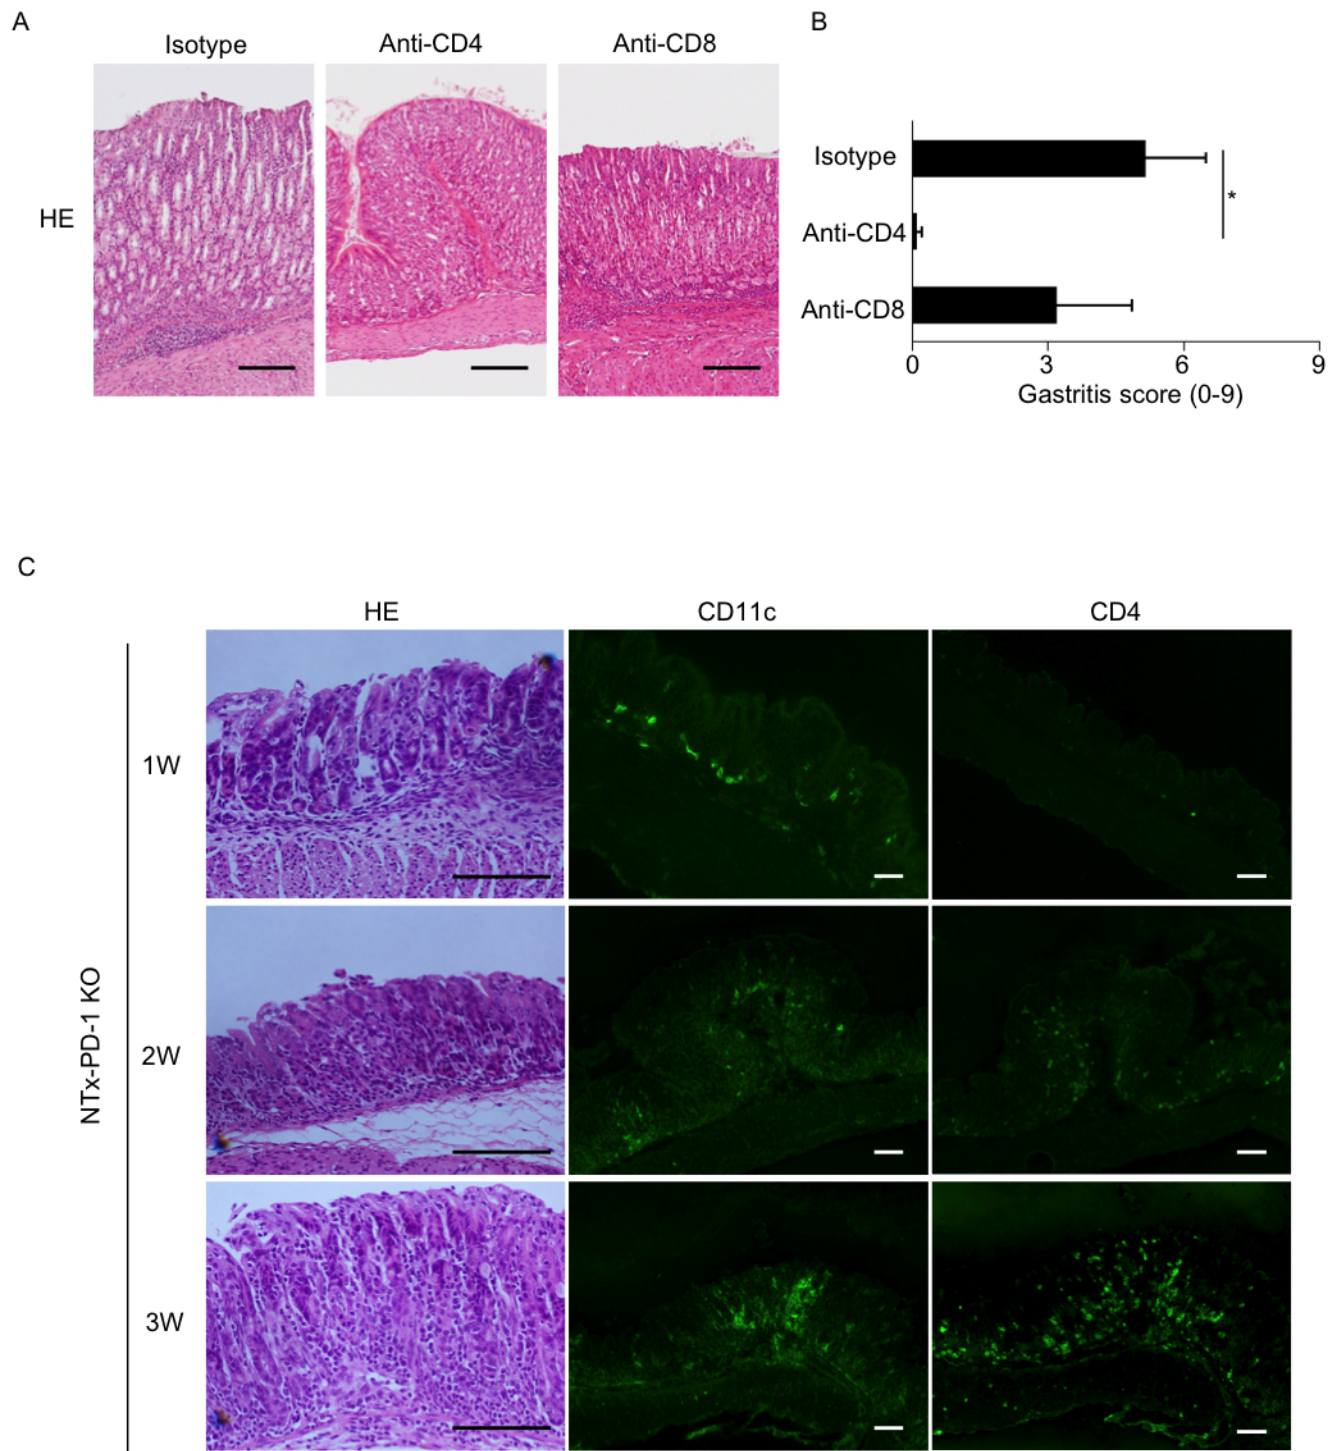 A
Isotype
Anti-CD4
Anti-CD8
HE
B
Isotype
Anti-CD4
Anti-CD8
*
0 3 6 9
Gastritis score (0-9)
C
HE
CD11c
CD4
NTx-PD-1 KO
1W
2W
3W